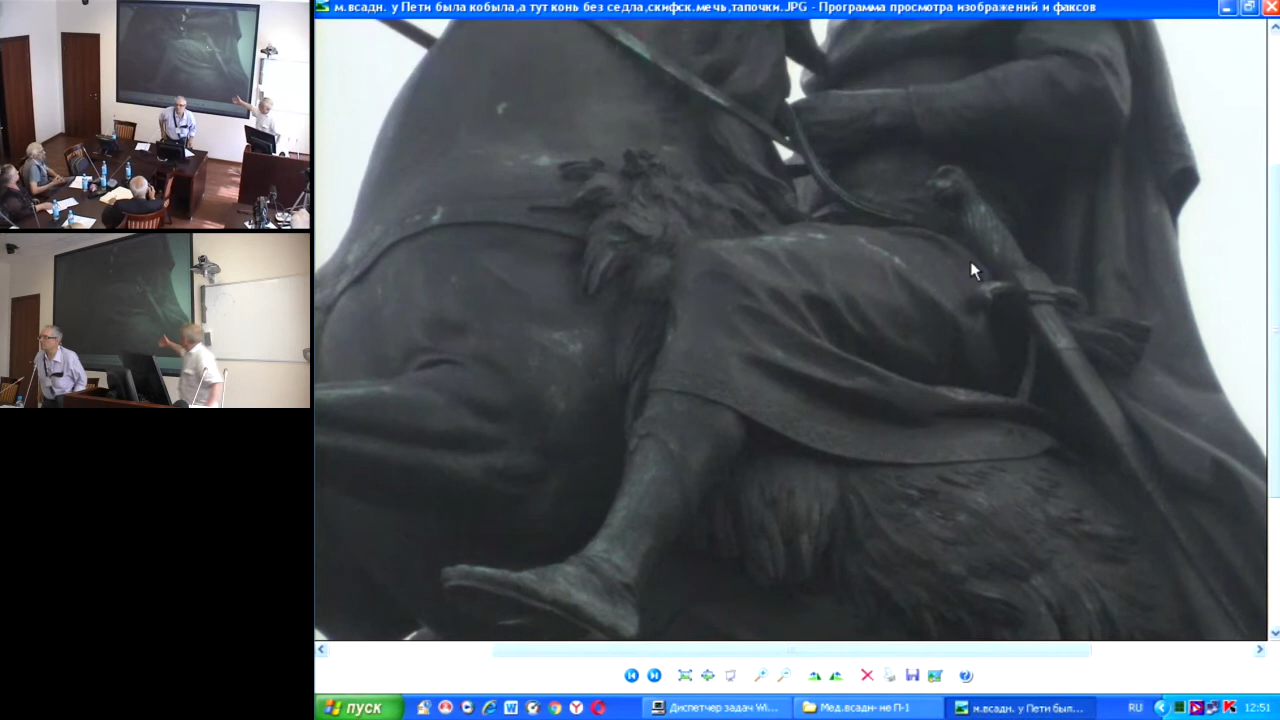 м.всадн. у Пети была кобыла,а тут конь без седла,скифск.мечь,тапочки.JPG - Программа просмотра изображений и факсов
пуск
Диспетчер задач Wi...
Мед.всадн- не П-1
м.всадн. у Пети был...
RU
12:51